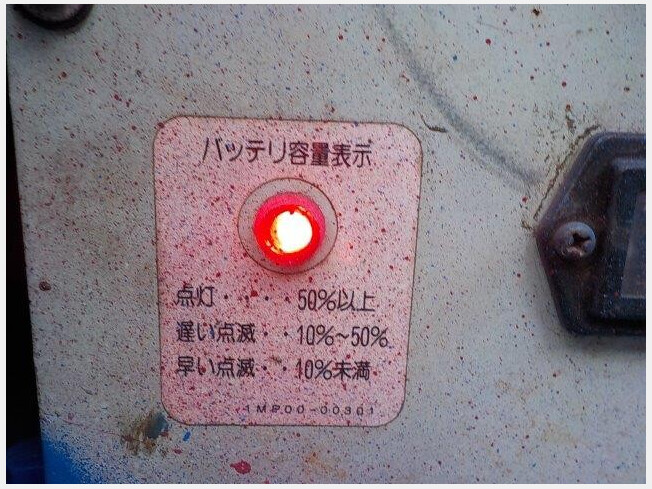 バッテリ容量表示
点灯・・・・・50%以上
遅い点滅・・10%~50%
早い点滅・・10%未満
1MP00-00301